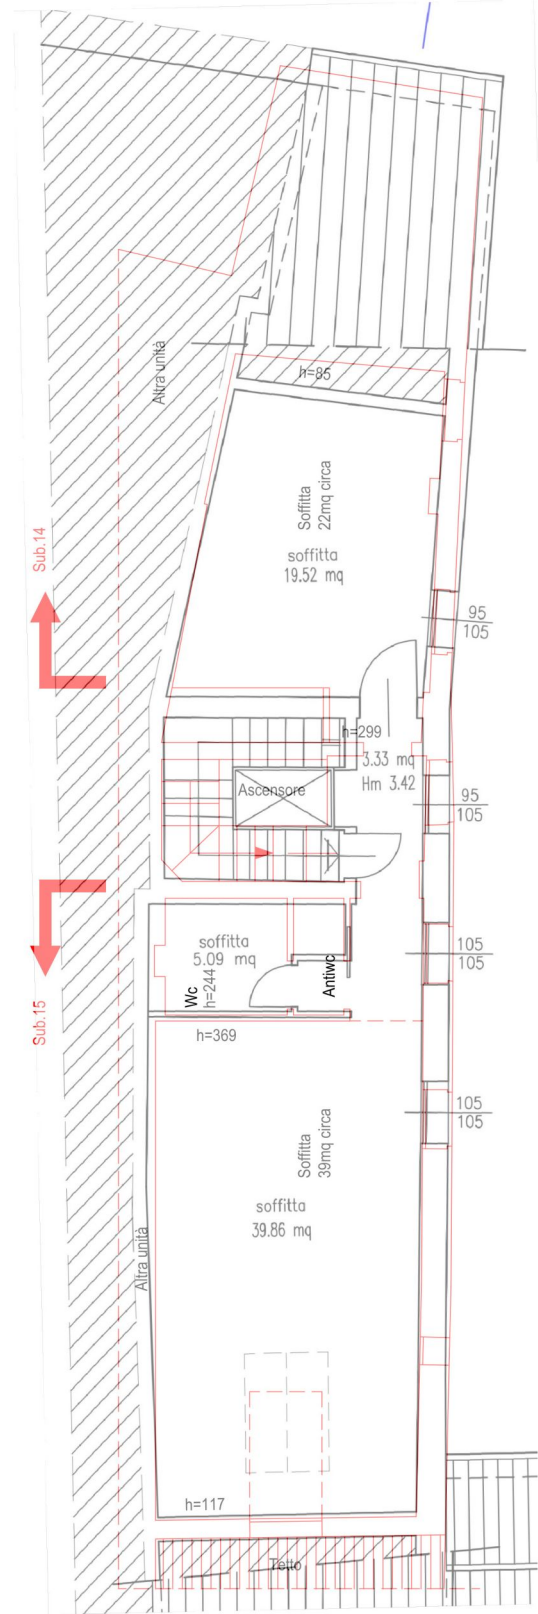 h=85
Altra unità
Soffitta
22mq circa
soffitta
19.52 mq
Sub.14
95
105
h=299
3.33 mq
Hm 3.42
Ascensore
95
105
soffitta
5.09 mq
Wc
h=244
Antiwc
105
105
Sub.15
h=369
105
105
Soffitta
39mq circa
soffitta
39.86 mq
Altra unità
h=117
Tetto